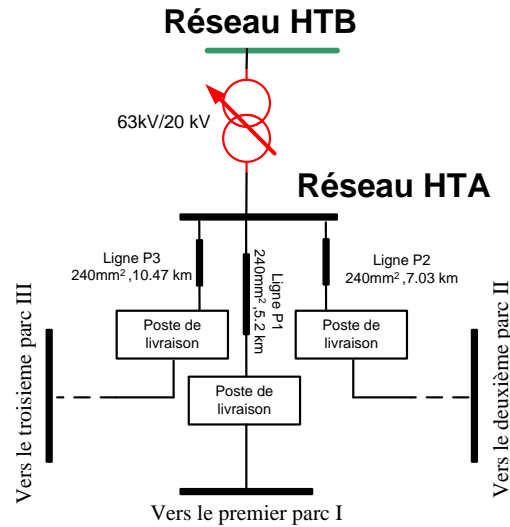 Réseau HTB
63kV/20 kV
Réseau HTA
Ligne P3
240mm², 10.47 km
Ligne P1
240mm², 5.2 km
Ligne P2
240mm², 7.03 km
Poste de
livraison
Poste de
livraison
Poste de
livraison
Vers le troisieme parc III
Vers le deuxième parc II
Vers le premier parc I